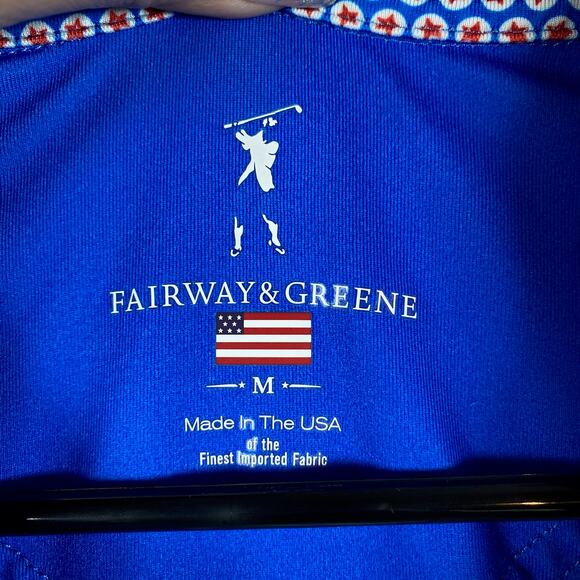 FAIRWAY & GREENE
M
Made In The USA
of the
Finest Imported Fabric